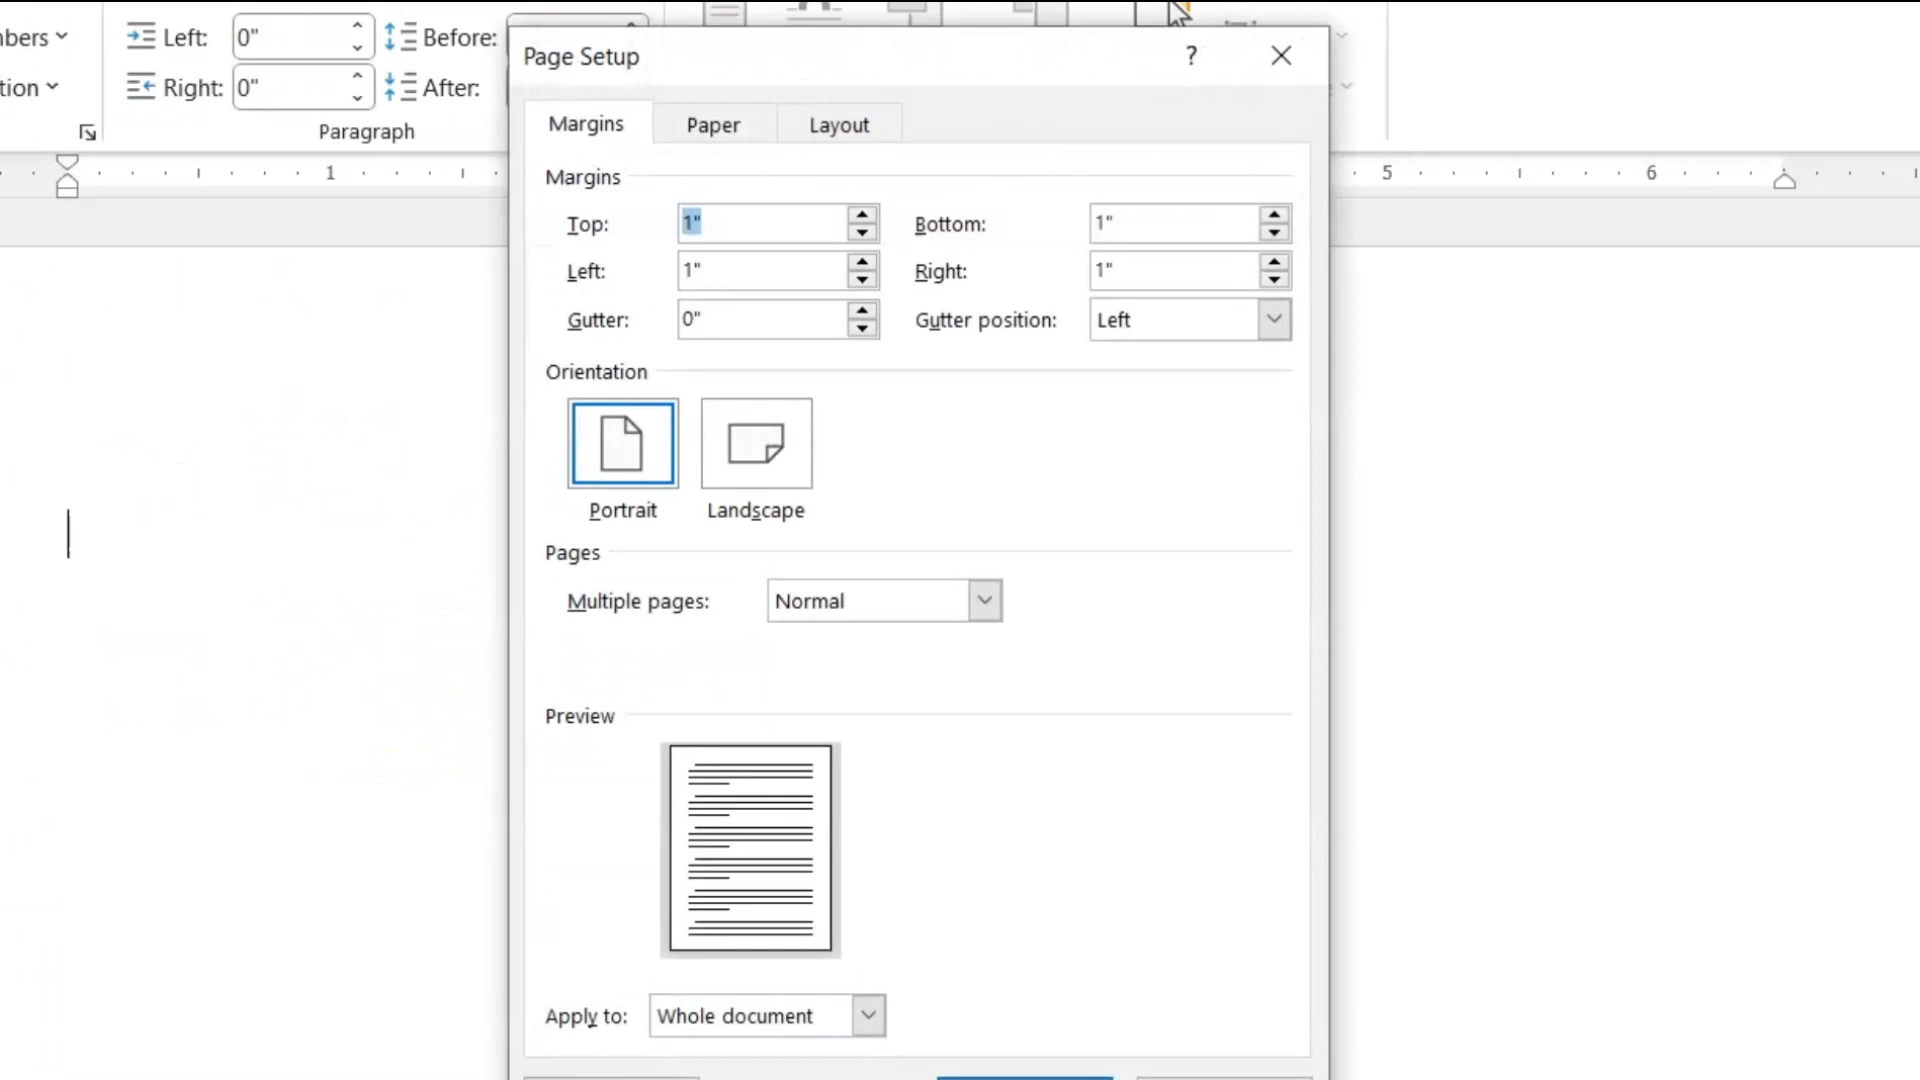 nbers
Left: 0" Before:
tion
Right: 0" After:
Paragraph
1 5 6
Page Setup ?
Margins Paper Layout
Margins
Top: 1" Bottom: 1"
Left: 1" Right: 1"
Gutter: 0" Gutter position: Left
Orientation
Portrait Landscape
Pages
Multiple pages: Normal
Preview
Apply to: Whole document